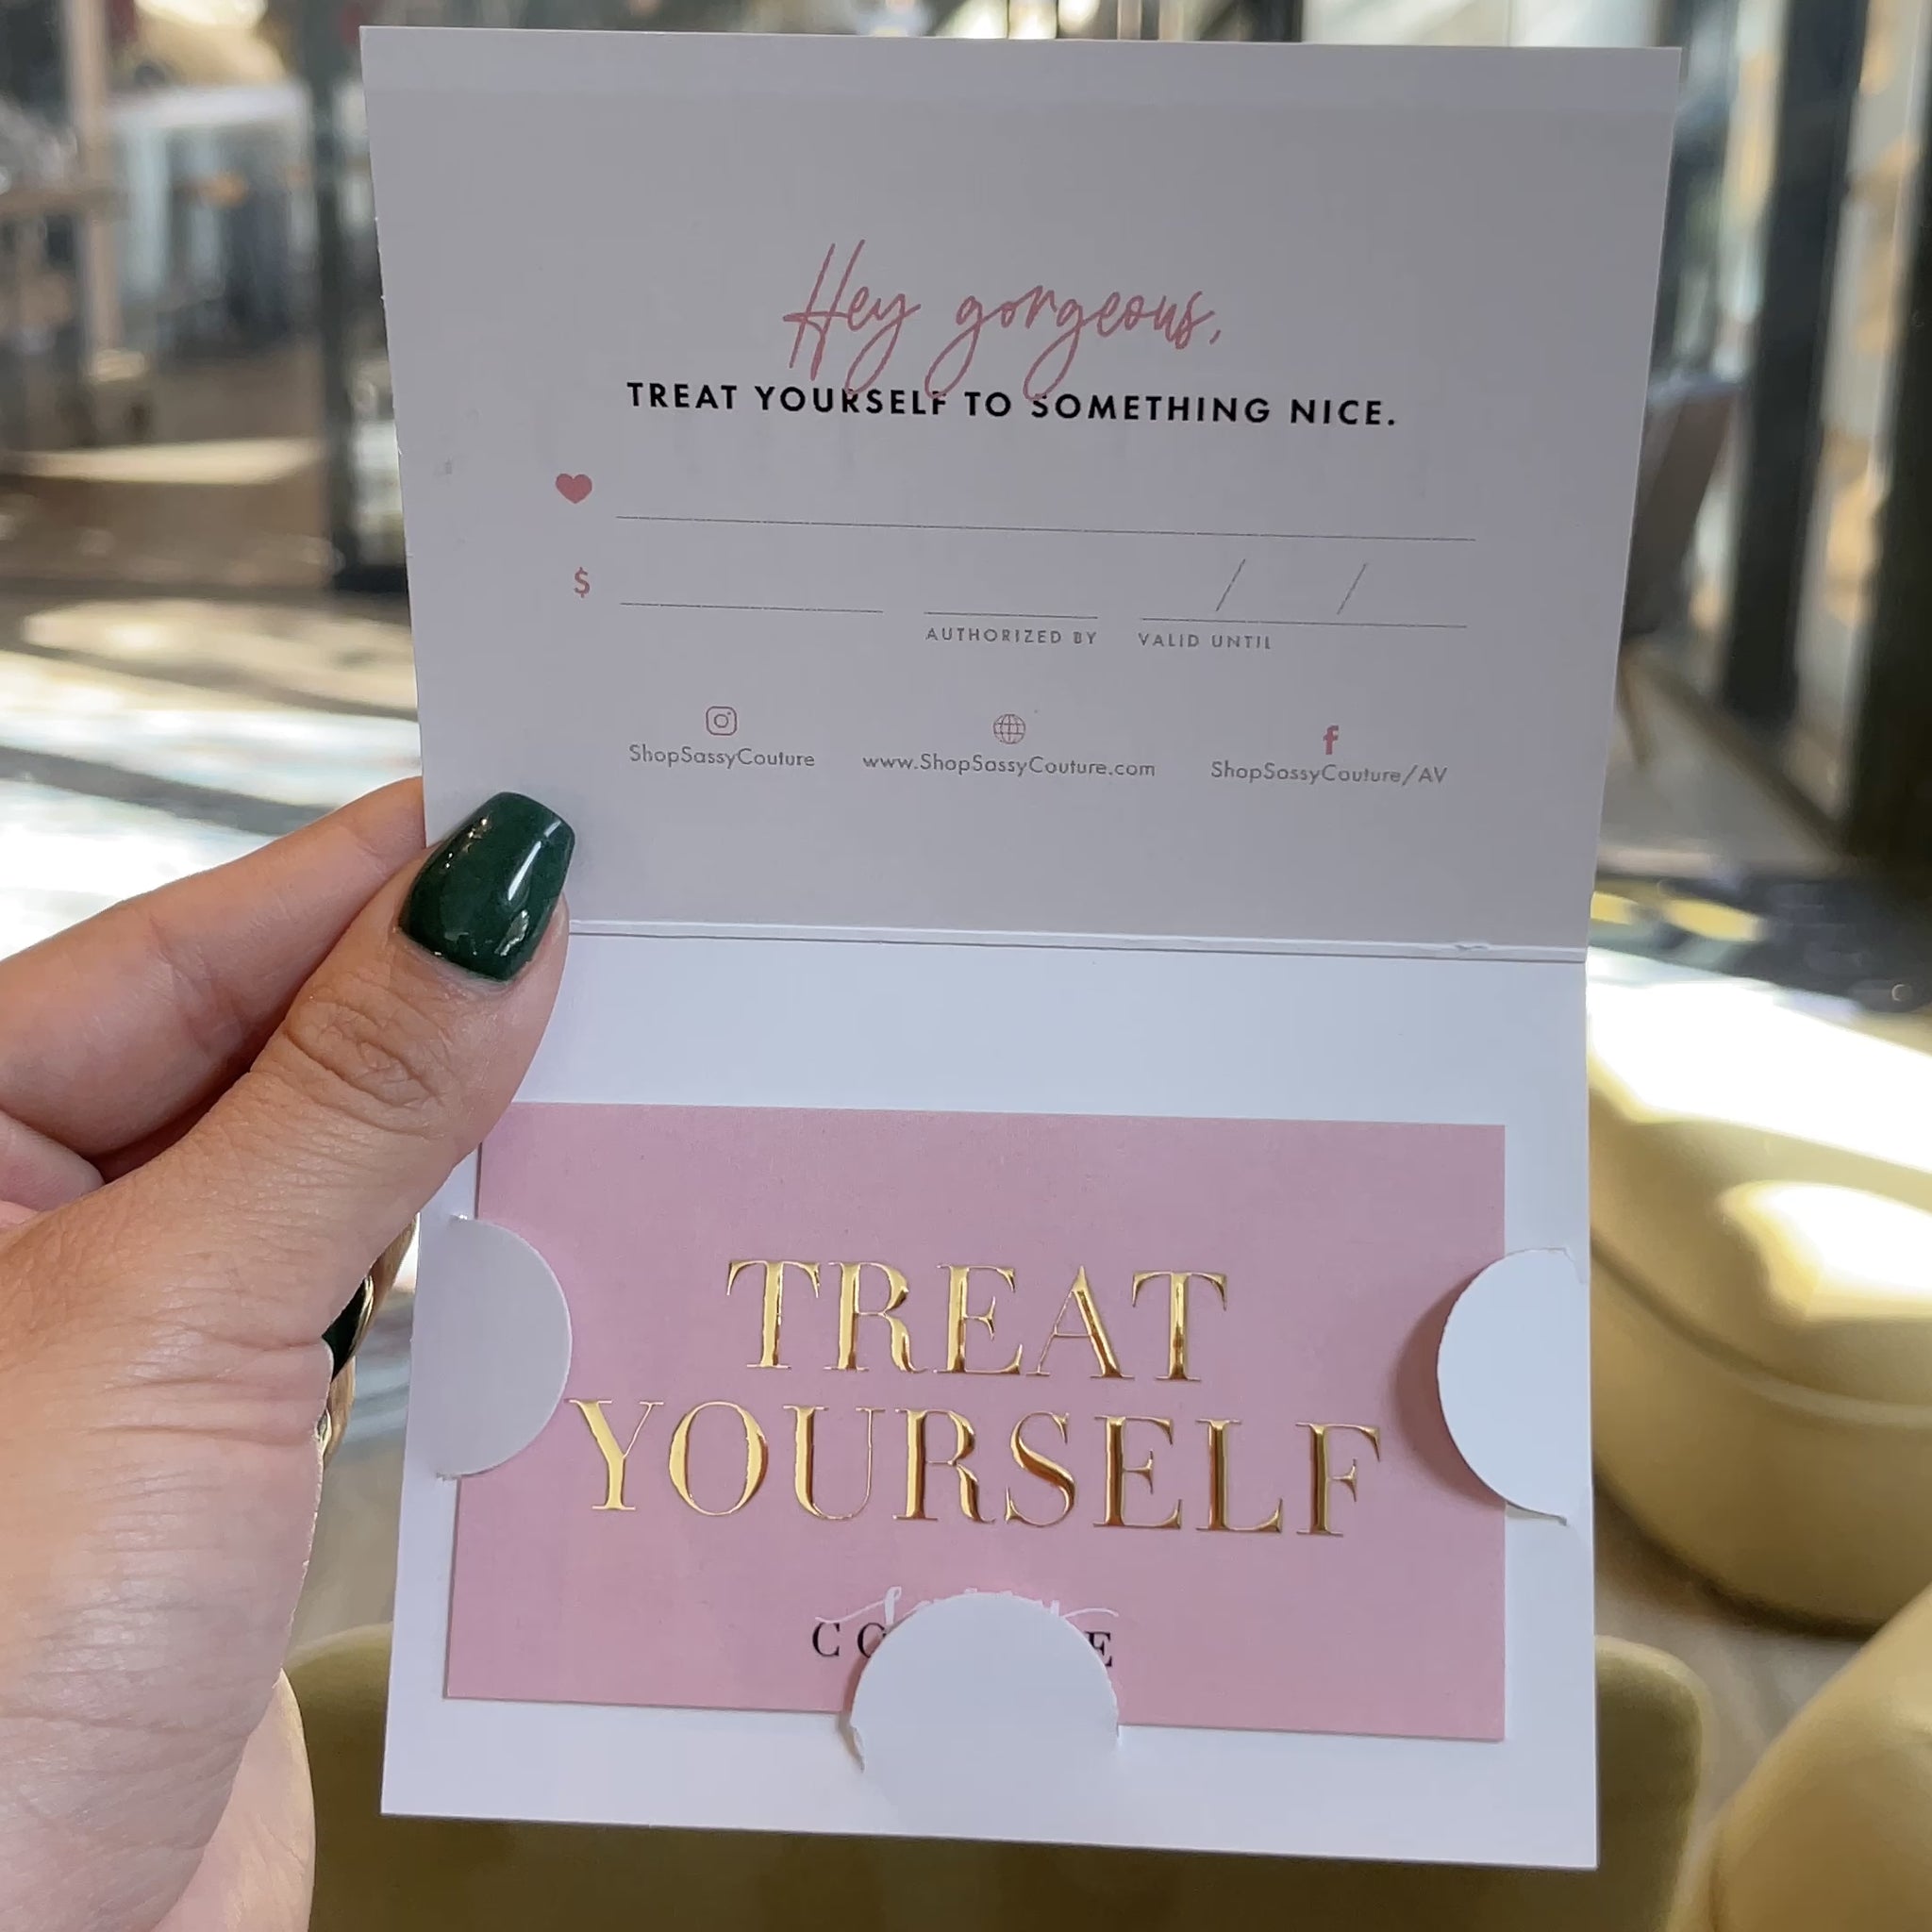 Hey gorgeous,
TREAT YOURSELF TO SOMETHING NICE.
$
/ /
AUTHORIZED BY VALID UNTIL
ShopSassyCouture www.ShopSassyCouture.com ShopSassyCouture/AV
TREAT
YOURSELF